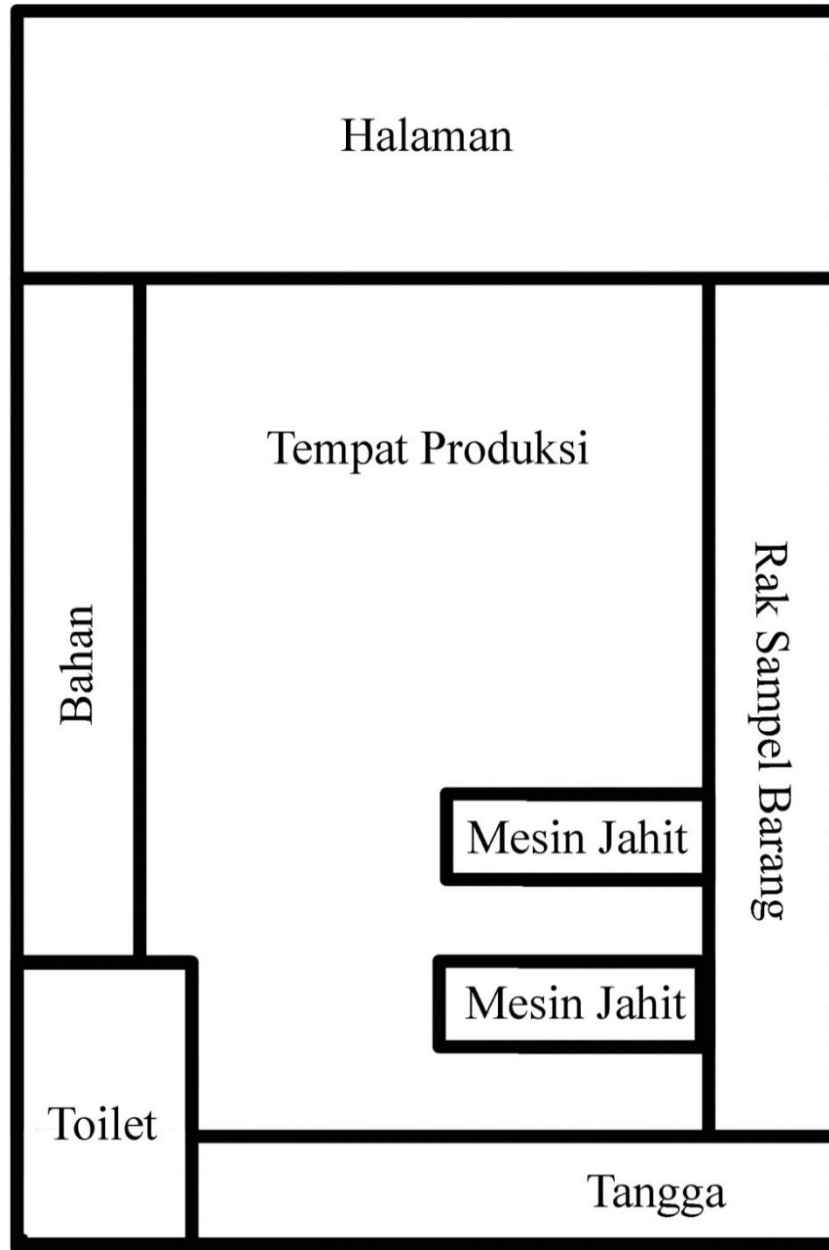 Halaman
Tempat Produksi
Bahan
Rak Sampel Barang
Mesin Jahit
Mesin Jahit
Toilet
Tangga